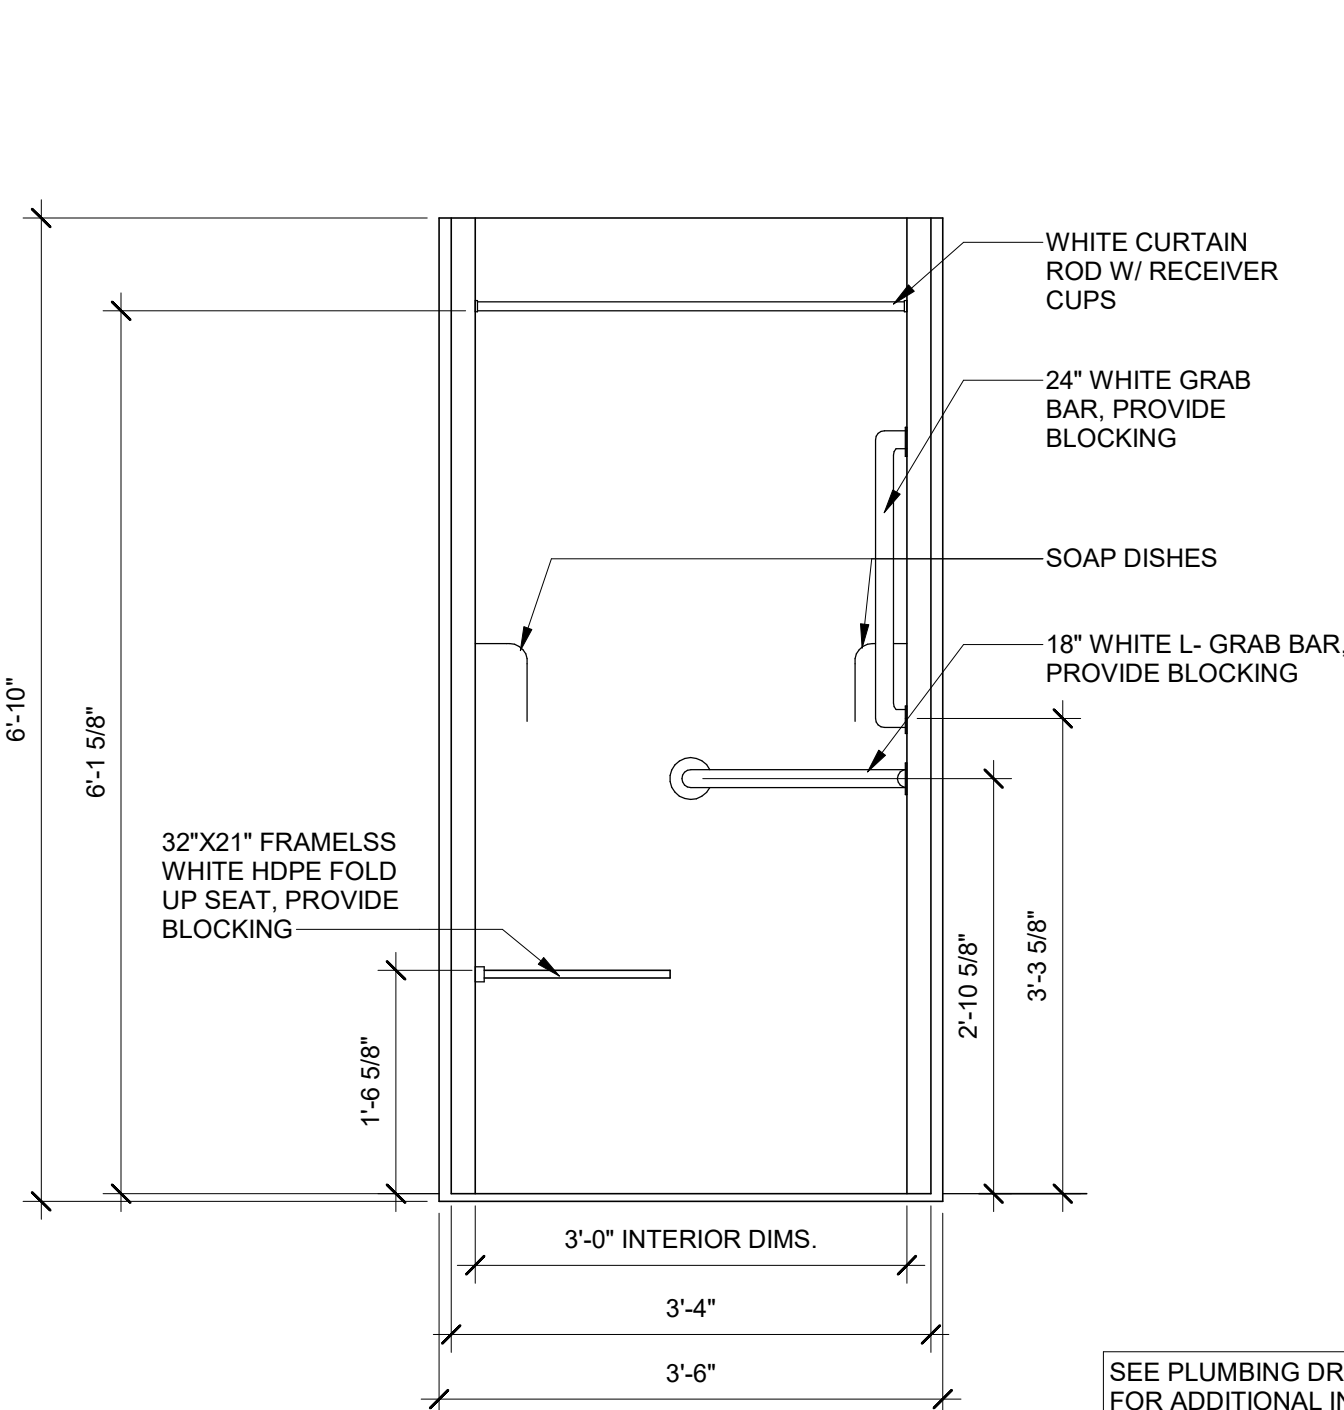 WHITE CURTAIN
ROD W/ RECEIVER
CUPS
24" WHITE GRAB
BAR, PROVIDE
BLOCKING
SOAP DISHES
18" WHITE L- GRAB BAR,
PROVIDE BLOCKING
6'-10"
6'-1 5/8"
32"X21" FRAMELSS
WHITE HDPE FOLD
UP SEAT, PROVIDE
BLOCKING
1'-6 5/8"
2'-10 5/8"
3'-3 5/8"
3'-0" INTERIOR DIMS.
3'-4"
3'-6"
SEE PLUMBING
FOR ADDITIONAL